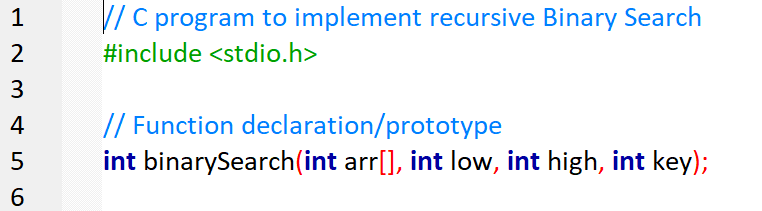 1 // C program to implement recursive Binary Search
2 #include <stdio.h>
3
4 // Function declaration/prototype
5 int binarySearch(int arr[], int low, int high, int key);
6